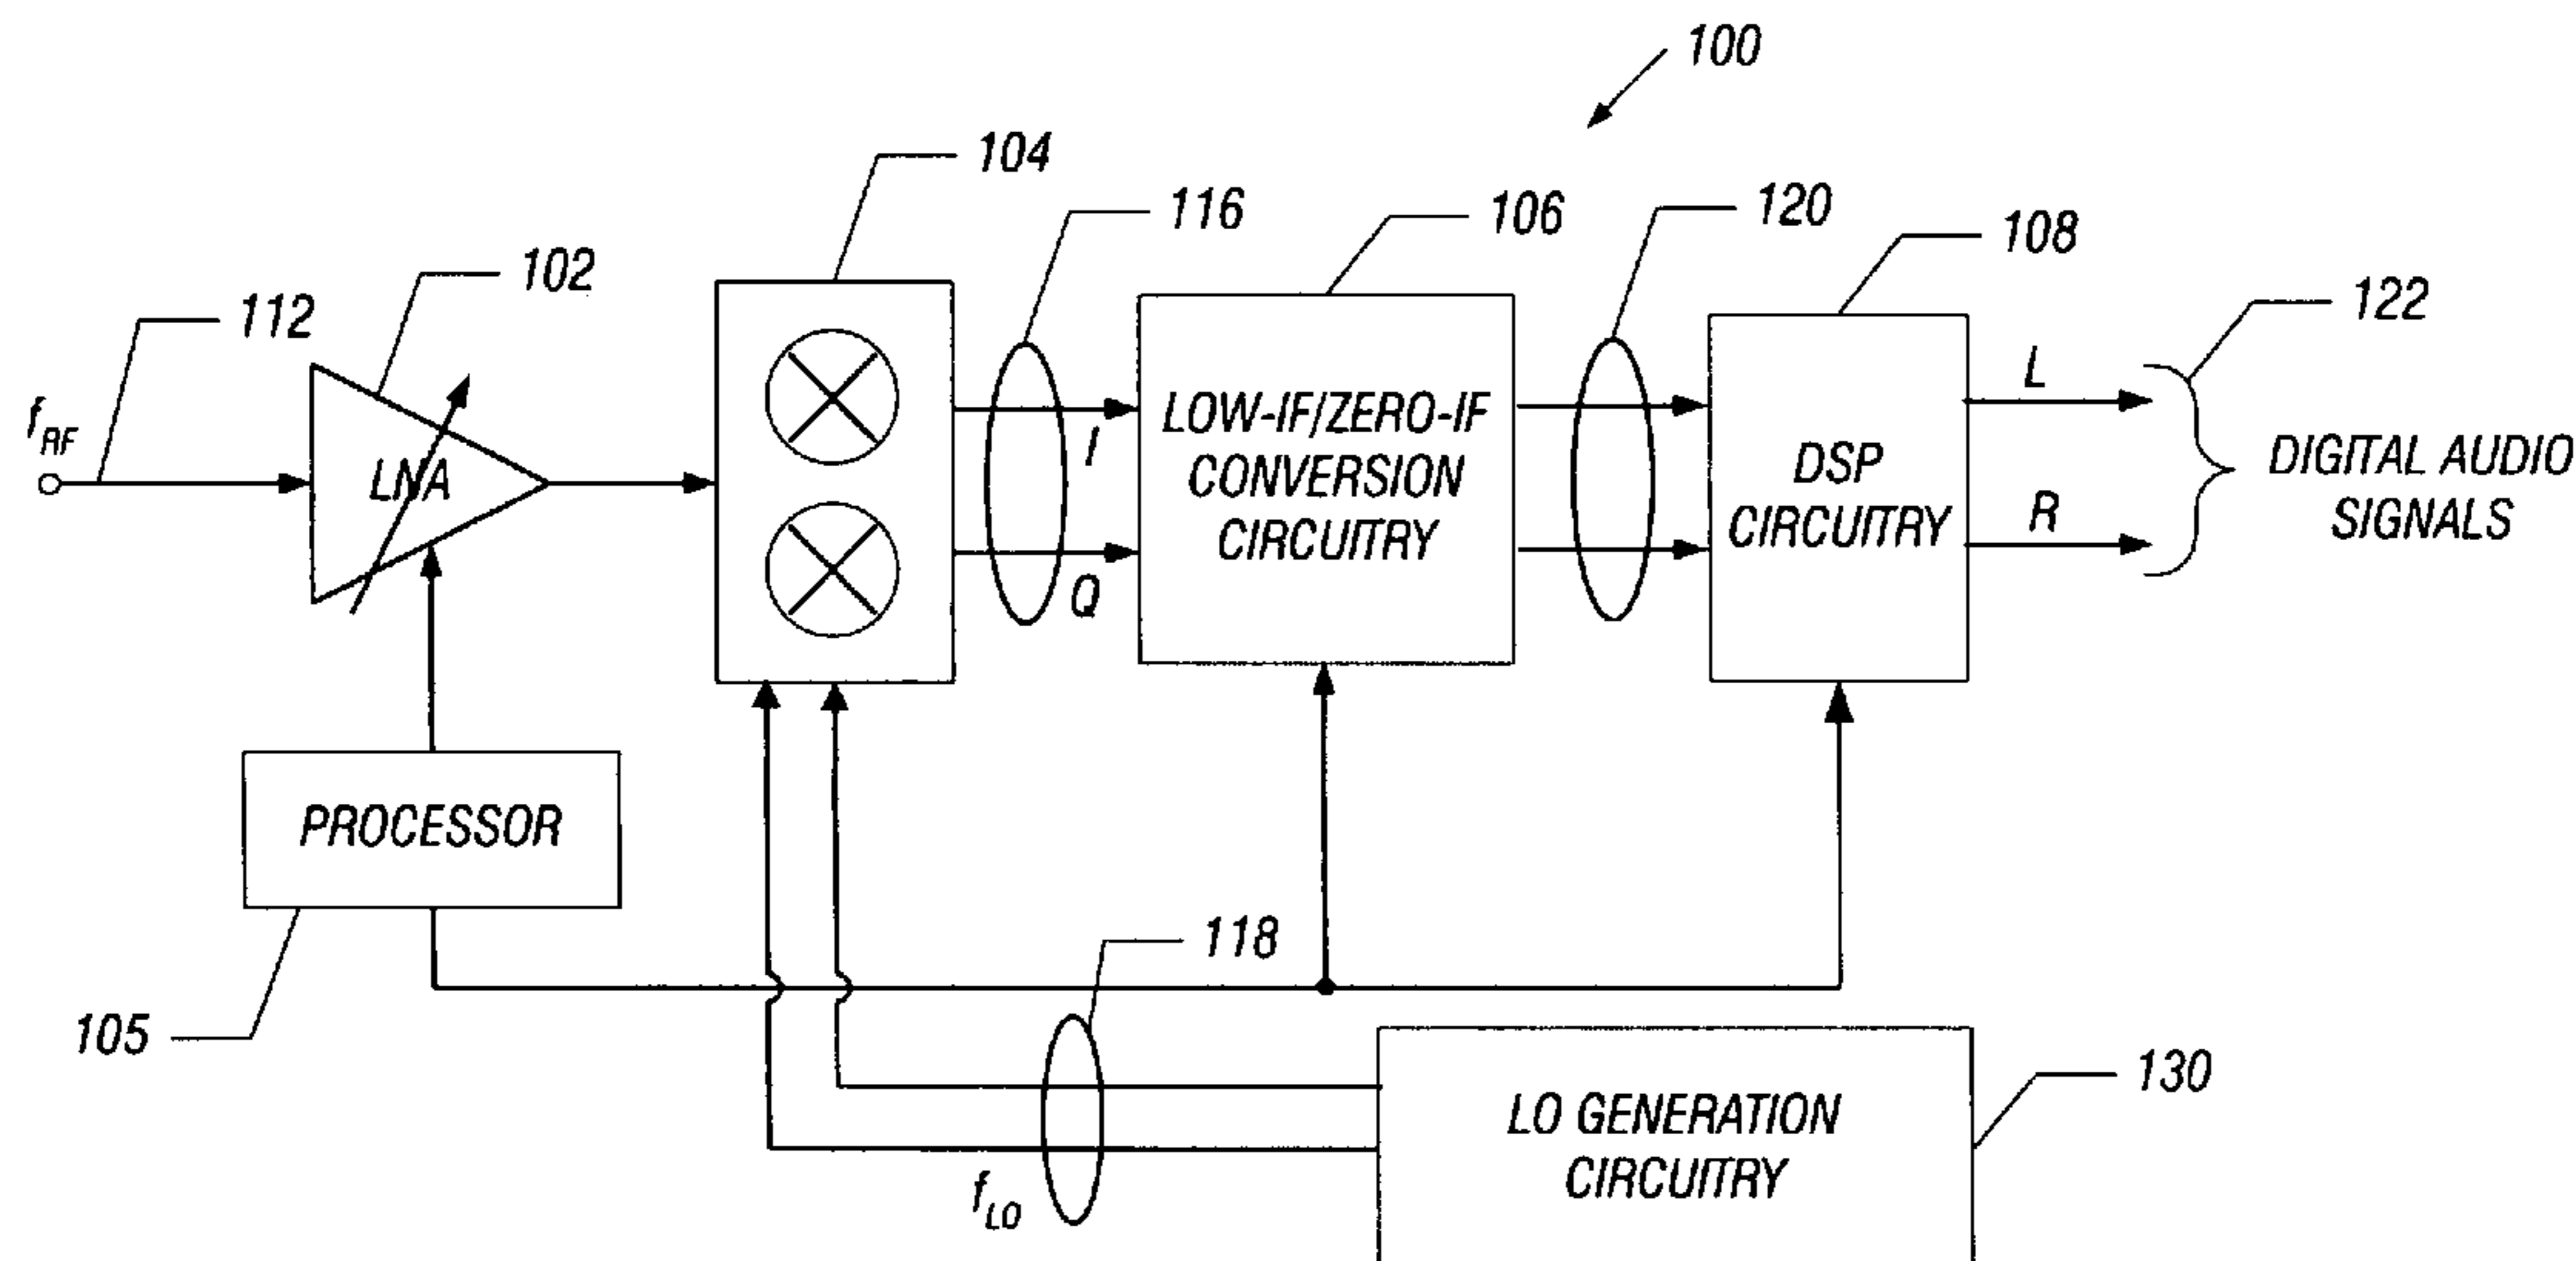 100
104
116
106
120
108
102
122
112
f_RF
LNA
I
Q
LOW-IF/ZERO-IF
CONVERSION
CIRCUITRY
DSP
CIRCUITRY
L
R
DIGITAL AUDIO
SIGNALS
PROCESSOR
105
118
f_LO
LO GENERATION
CIRCUITRY
130